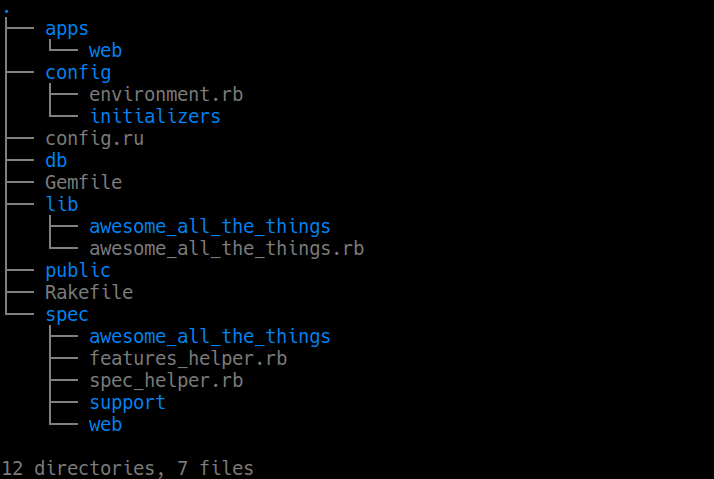 .
├── apps
│   └── web
├── config
│   ├── environment.rb
│   └── initializers
├── config.ru
├── db
├── Gemfile
├── lib
│   ├── awesome_all_the_things
│   └── awesome_all_the_things.rb
├── public
├── Rakefile
└── spec
    ├── awesome_all_the_things
    ├── features_helper.rb
    ├── spec_helper.rb
    ├── support
    └── web

12 directories, 7 files